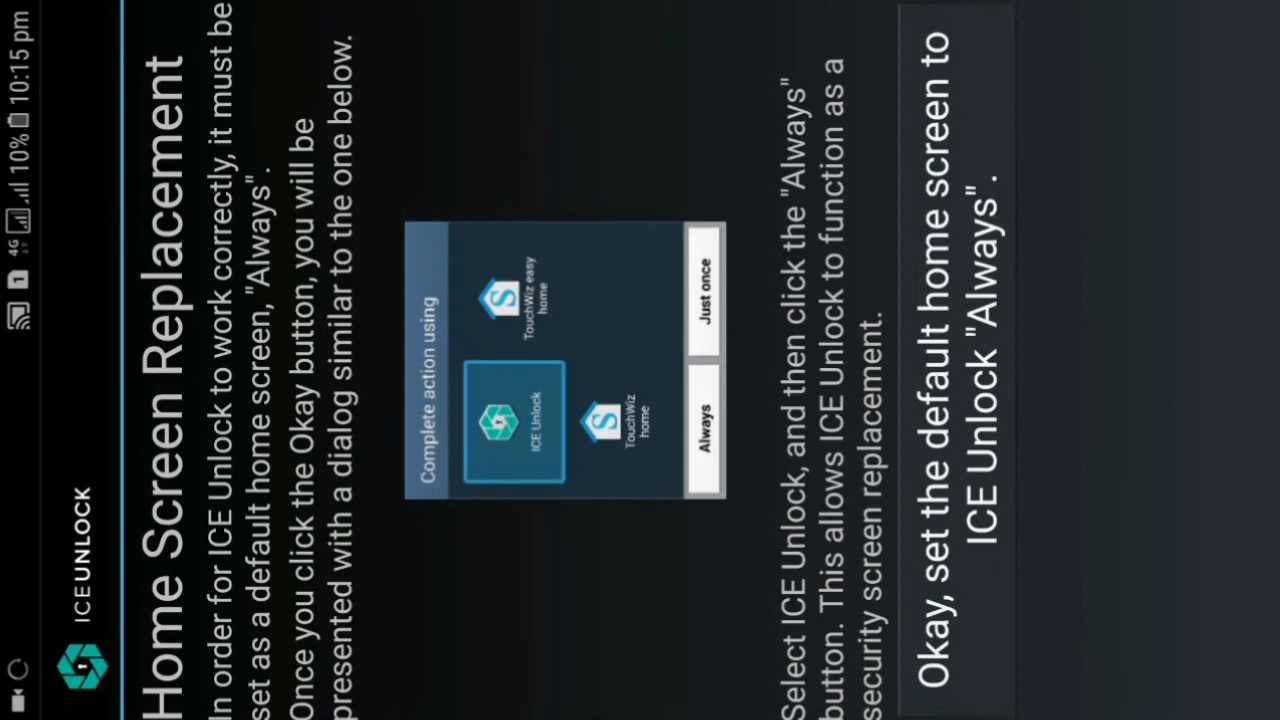 1 4G 10% 10:15 pm
ICE UNLOCK
Home Screen Replacement
In order for ICE Unlock to work correctly, it must be
set as a default home screen, "Always".
Once you click the Okay button, you will be
presented with a dialog similar to the one below.
Complete action using
ICE Unlock
TouchWiz easy
home
TouchWiz
home
Always
Just once
Select ICE Unlock, and then click the "Always"
button. This allows ICE Unlock to function as a
security screen replacement.
Okay, set the default home screen to
ICE Unlock "Always".